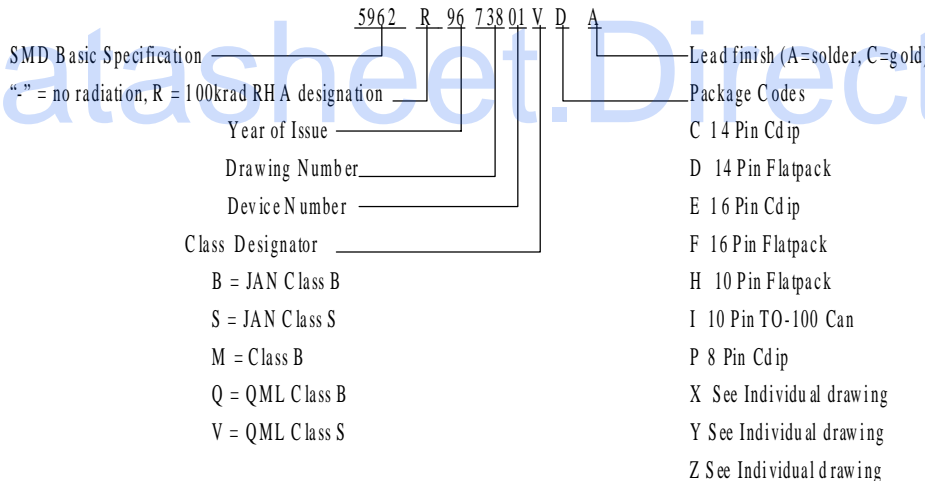 5962 R 96 738 01 V D A
SMD Basic Specification
"-" = no radiation, R = 100krad RHA designation
Year of Issue
Drawing Number
Device Number
Class Designator
B = JAN Class B
S = JAN Class S
M = Class B
Q = QML Class B
V = QML Class S
Lead finish (A=solder, C=gold)
Package Codes
C 14 Pin Cdip
D 14 Pin Flatpack
E 16 Pin Cdip
F 16 Pin Flatpack
H 10 Pin Flatpack
I 10 Pin TO-100 Can
P 8 Pin Cdip
X See Individual drawing
Y See Individual drawing
Z See Individual drawing
atasheet.Direct